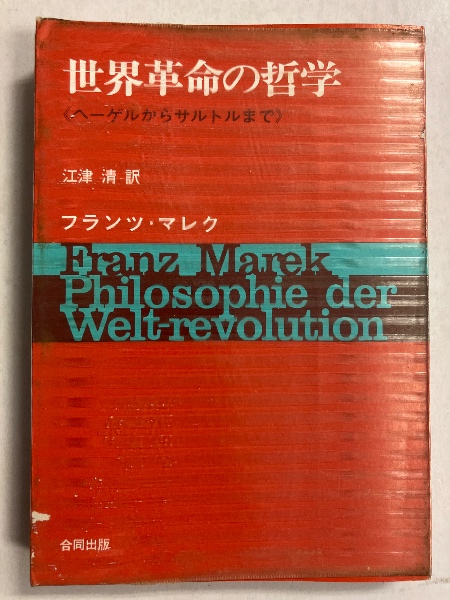 世界革命の哲学
《ヘーゲルからサルトルまで》
江津 清 訳
フランツ・マレク
Franz Marek
Philosophie der
Welt-revolution
合同出版